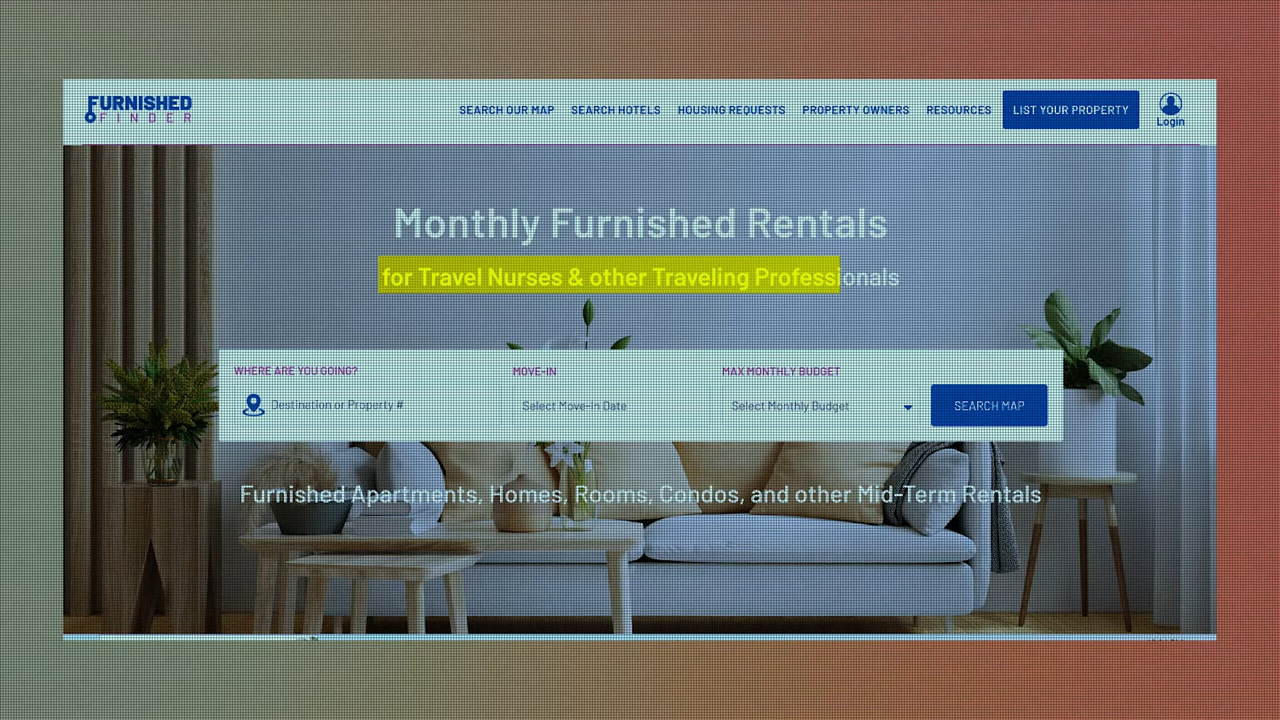 FURNISHED
FINDER
SEARCH OUR MAP SEARCH HOTELS HOUSING REQUESTS PROPERTY OWNERS RESOURCES LIST YOUR PROPERTY Login
Monthly Furnished Rentals
for Travel Nurses & other Traveling Professionals
WHERE ARE YOU GOING? MOVE-IN MAX MONTHLY BUDGET
Destination or Property # Select Move-In Date Select Monthly Budget SEARCH MAP
Furnished Apartments, Homes, Rooms, Condos, and other Mid-Term Rentals